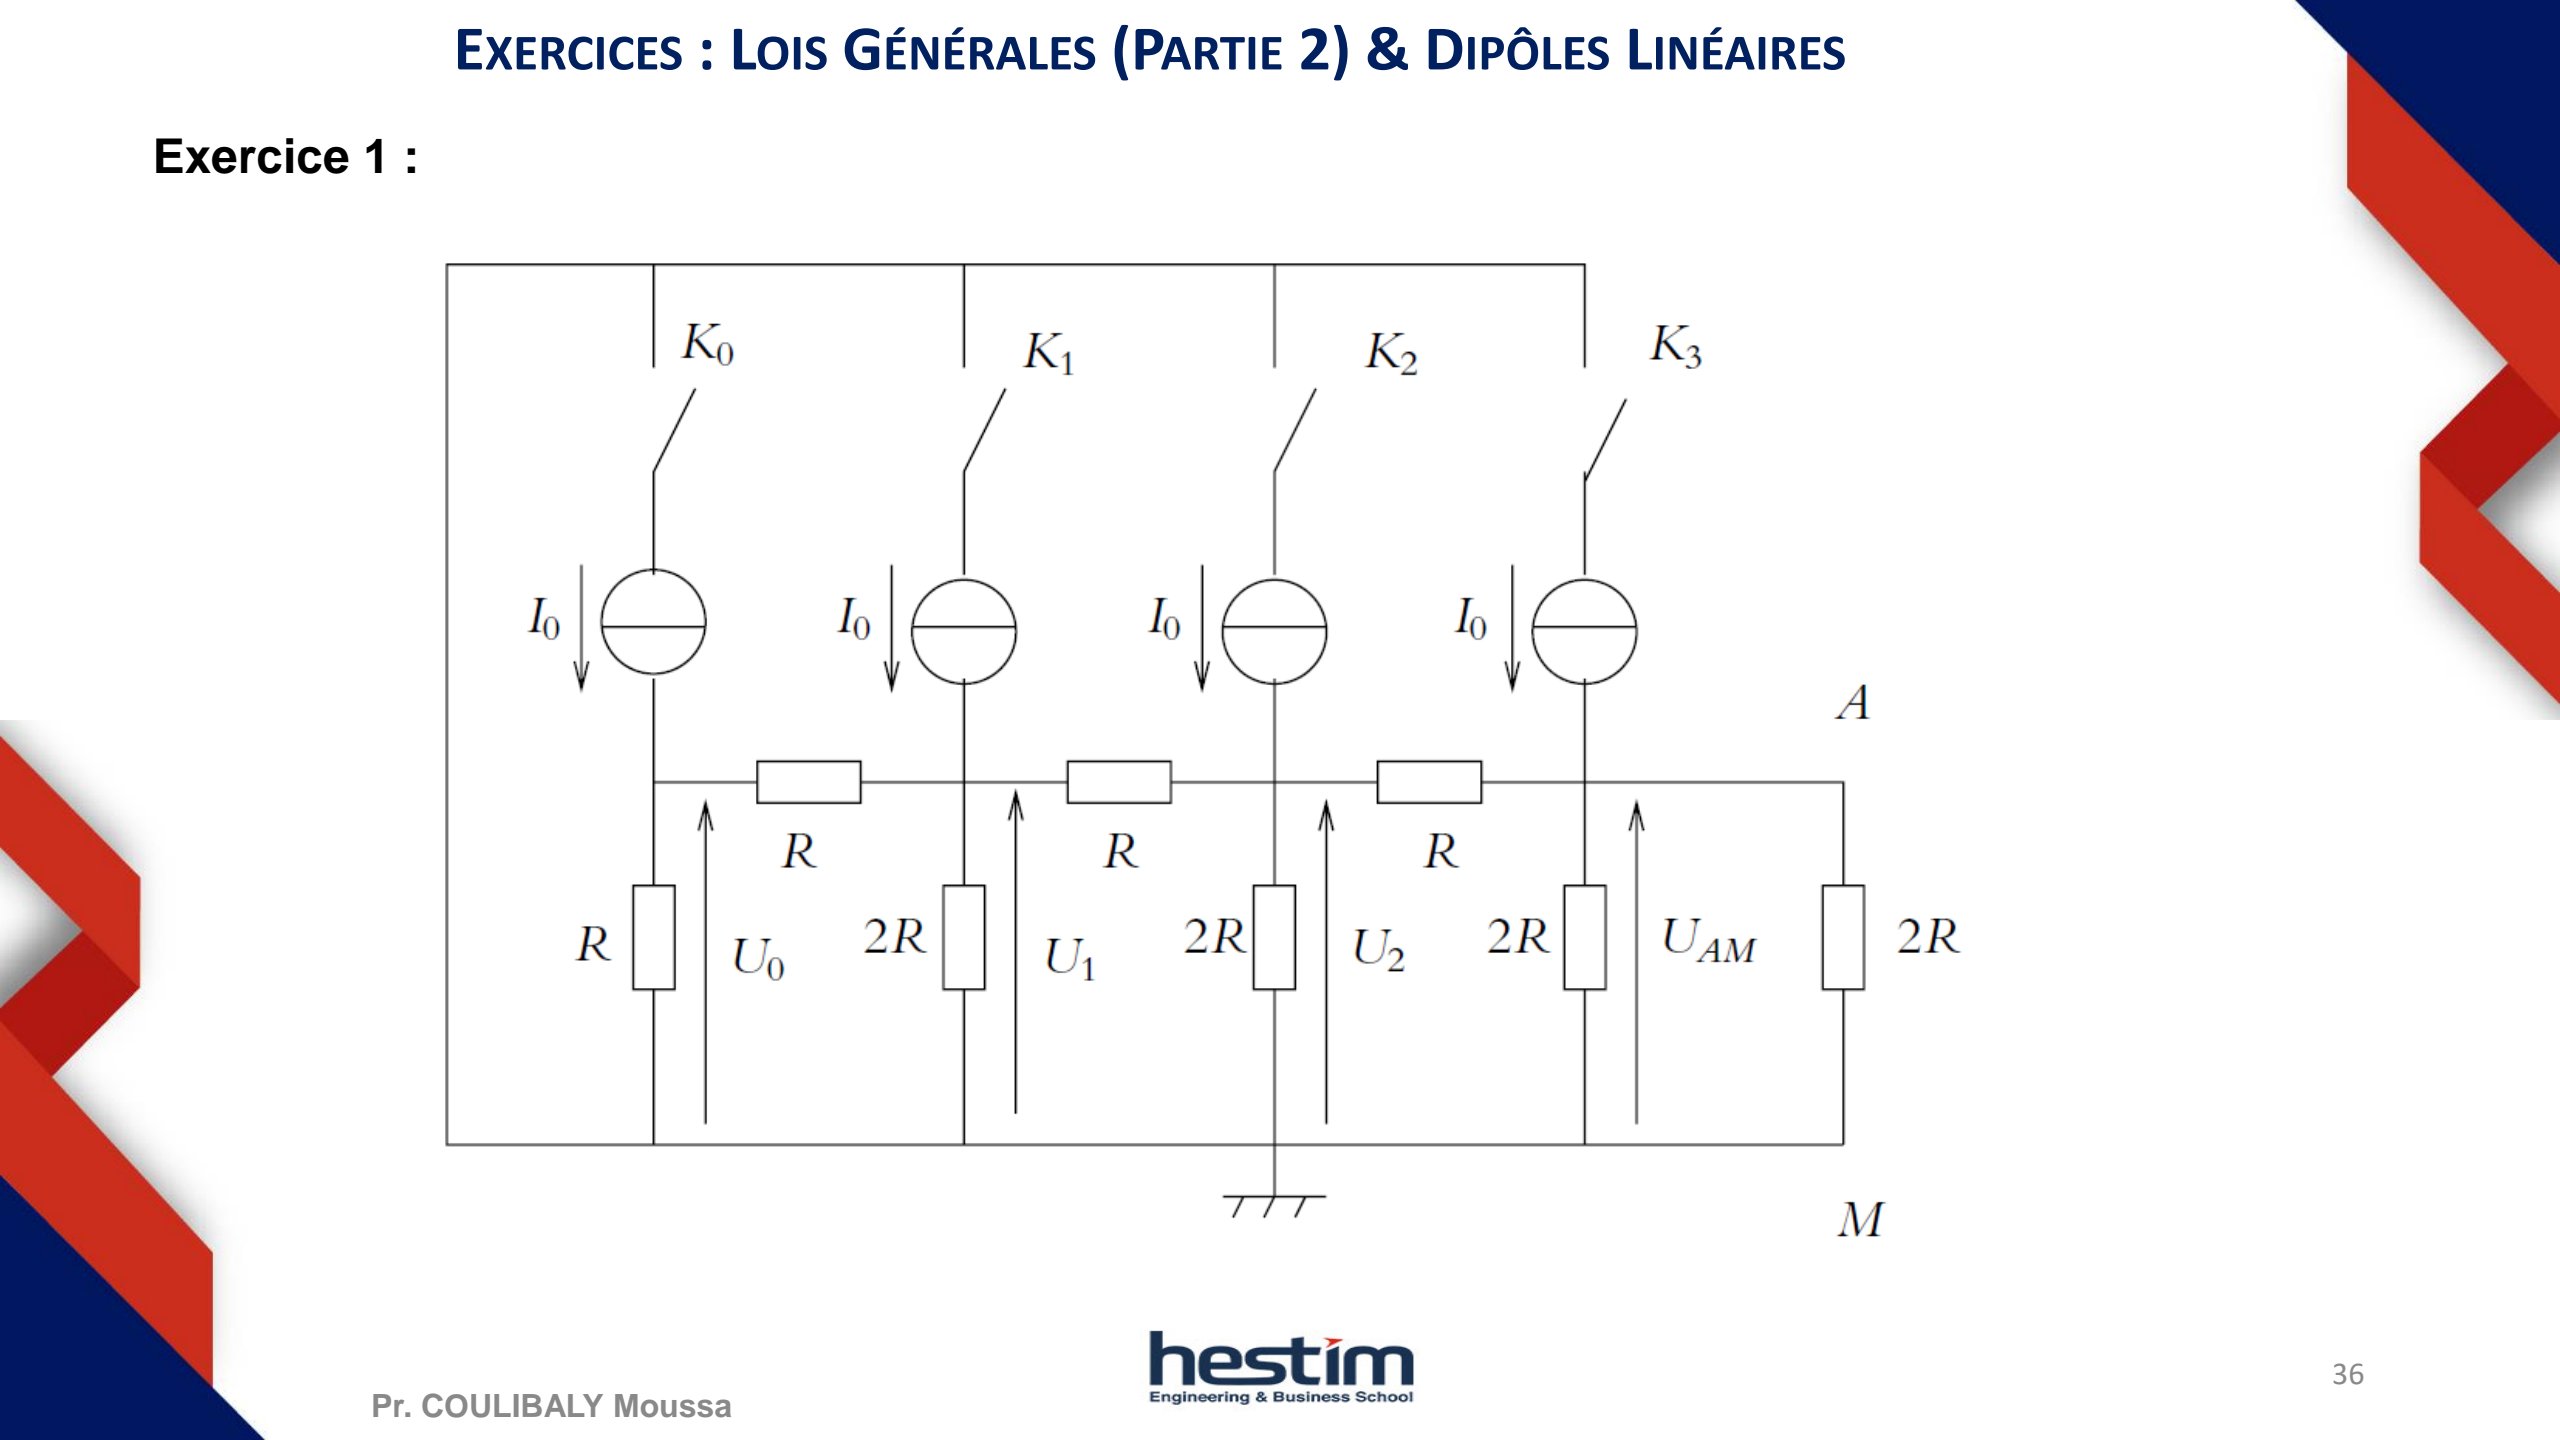 EXERCICES : LOIS GÉNÉRALES (PARTIE 2) & DIPÔLES LINÉAIRES
Exercice 1 :
K0 K1 K2 K3
I0 I0 I0 I0
A
R R R
R U0 2R U1 2R U2 2R UAM 2R
M
hestim
Engineering & Business School
36
Pr. COULIBALY Moussa